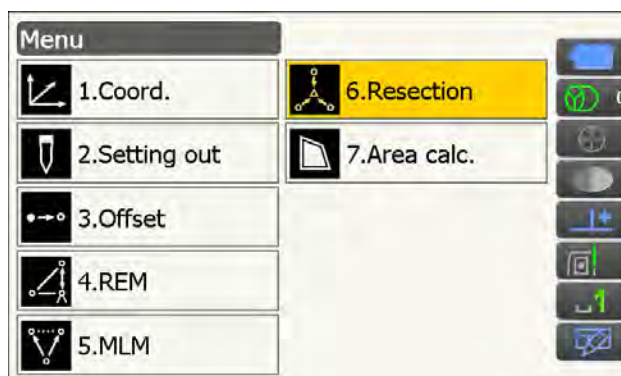 Menu
1.Coord.
2.Setting out
3.Offset
4.REM
5.MLM
6.Resection
7.Area calc.